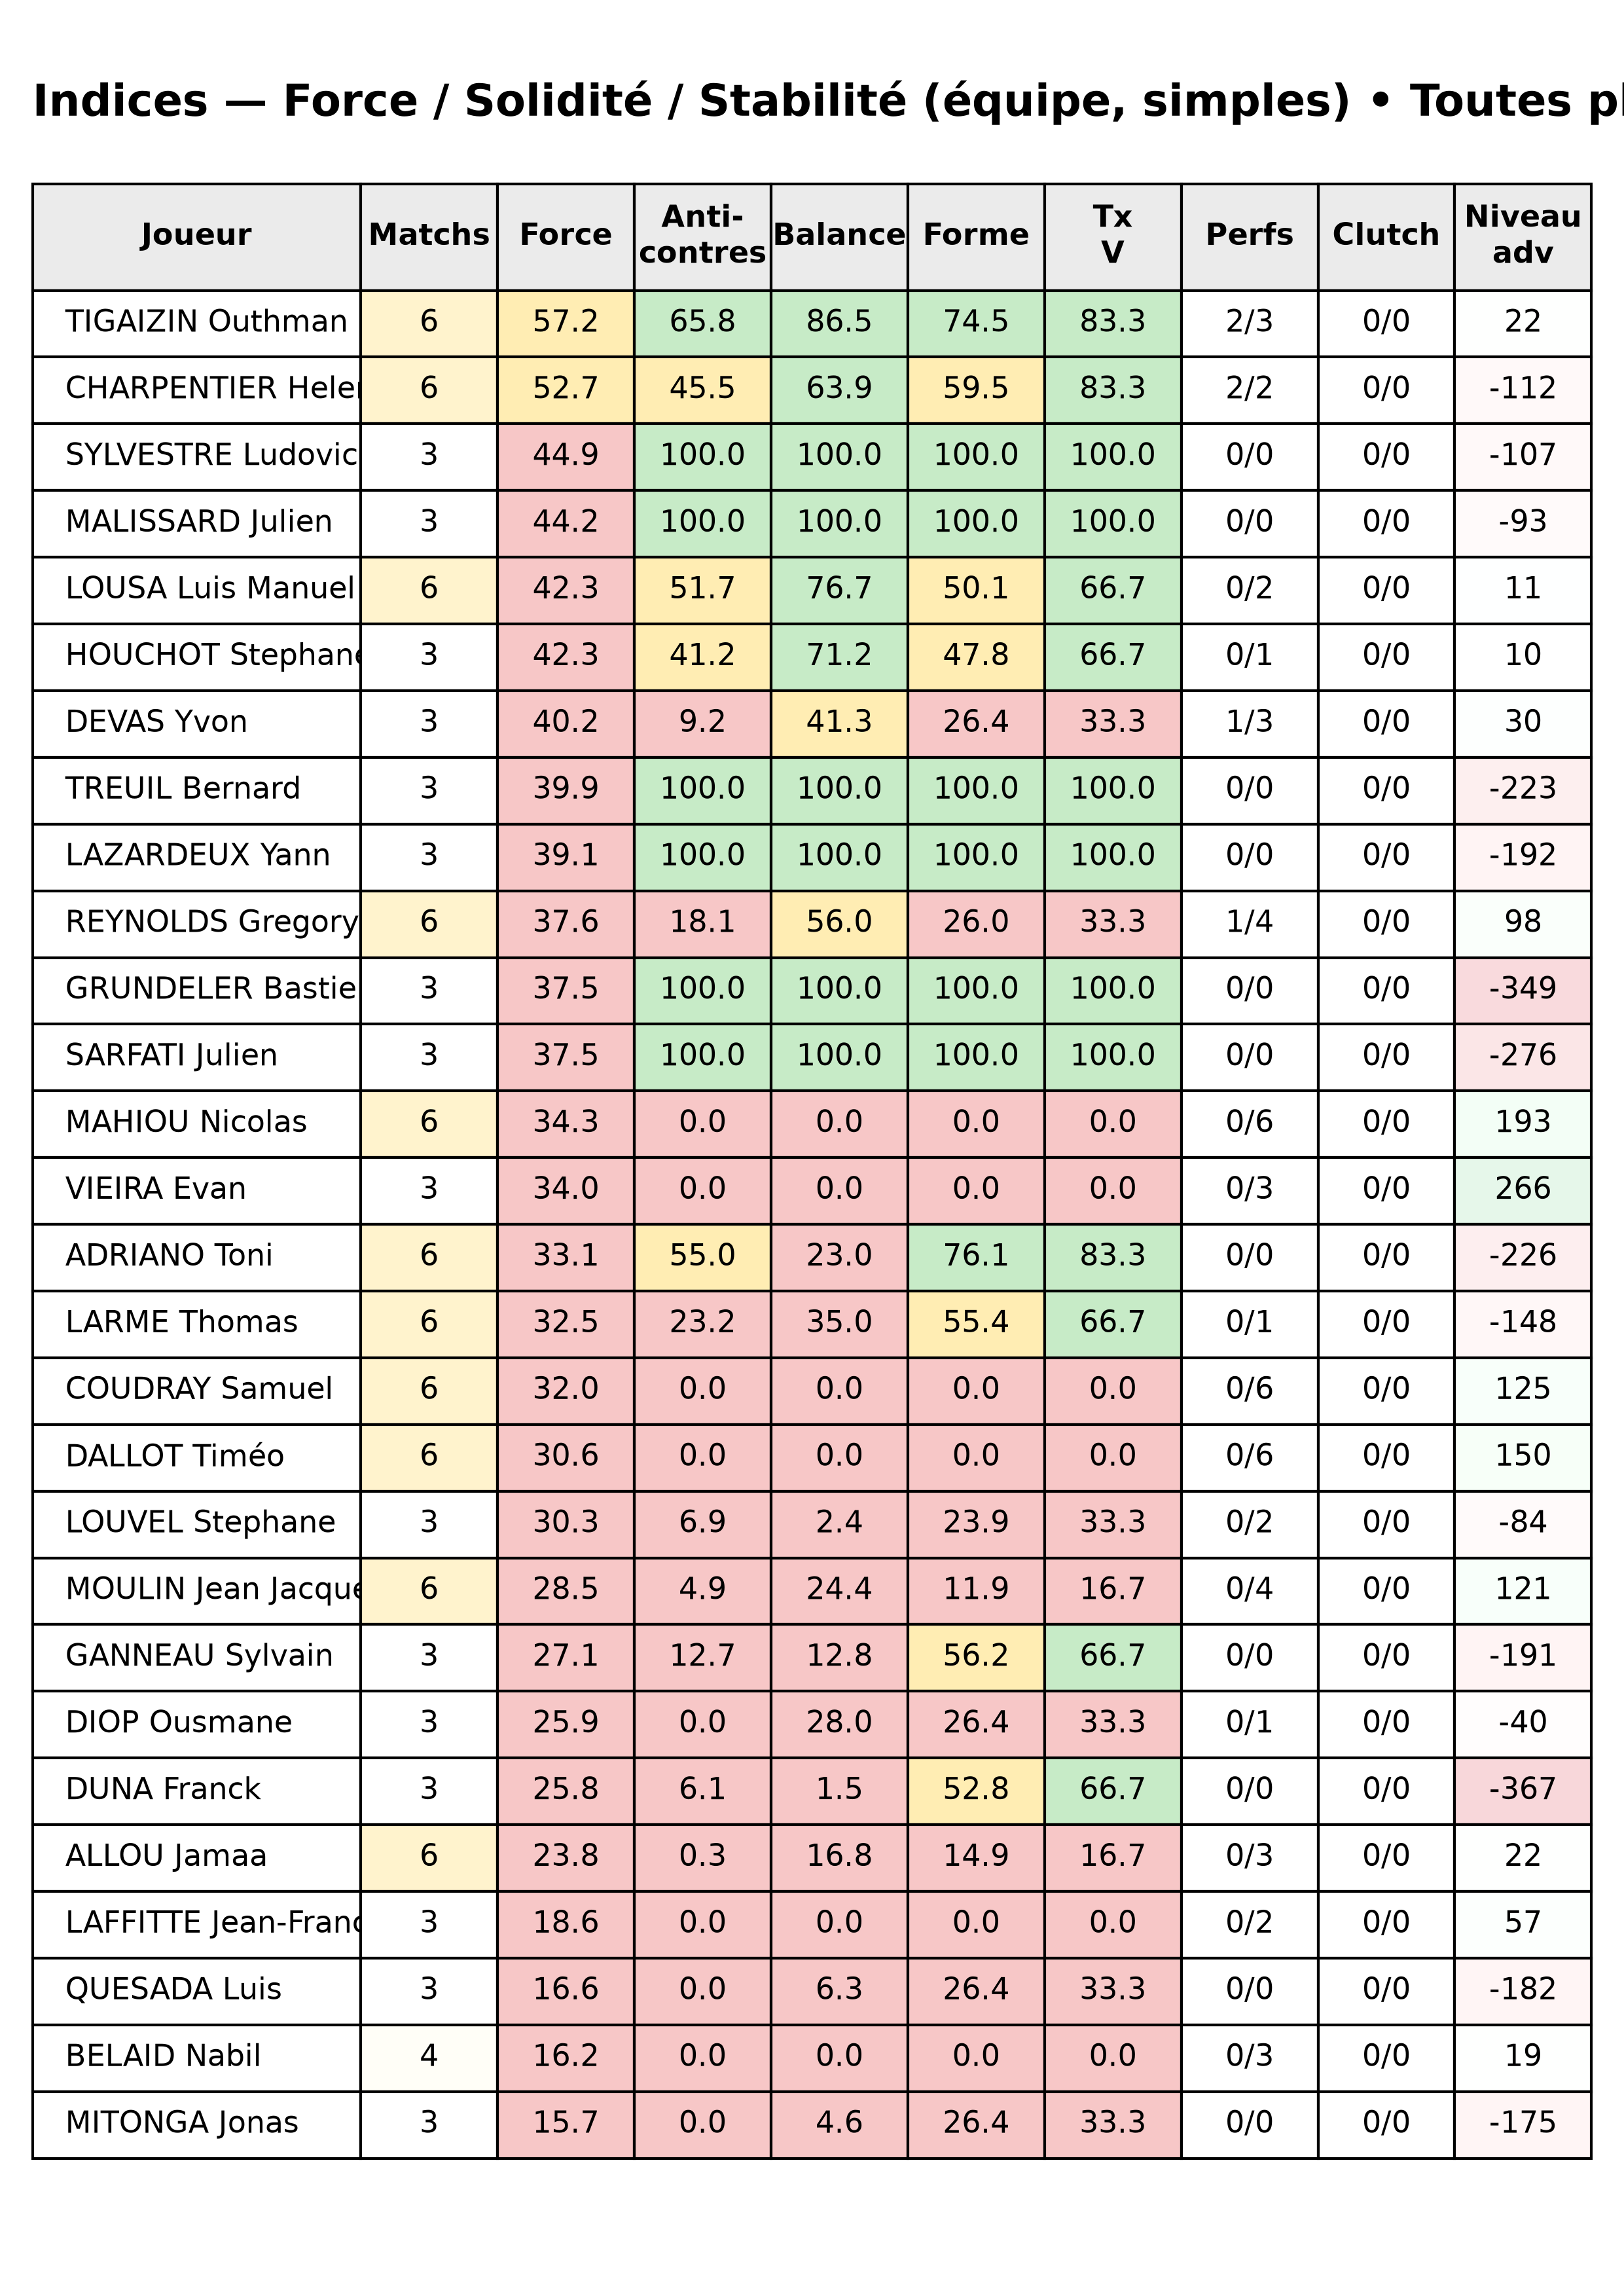 Indices — Force / Solidité / Stabilité (équipe, simples) • Toutes pl
Joueur Matchs Force Anti-contres Balance Forme Tx V Perfs Clutch Niveau adv
TIGAIZIN Outhman 6 57.2 65.8 86.5 74.5 83.3 2/3 0/0 22
CHARPENTIER Heler 6 52.7 45.5 63.9 59.5 83.3 2/2 0/0 -112
SYLVESTRE Ludovic 3 44.9 100.0 100.0 100.0 100.0 0/0 0/0 -107
MALISSARD Julien 3 44.2 100.0 100.0 100.0 100.0 0/0 0/0 -93
LOUSA Luis Manuel 6 42.3 51.7 76.7 50.1 66.7 0/2 0/0 11
HOUCHOT Stephane 3 42.3 41.2 71.2 47.8 66.7 0/1 0/0 10
DEVAS Yvon 3 40.2 9.2 41.3 26.4 33.3 1/3 0/0 30
TREUIL Bernard 3 39.9 100.0 100.0 100.0 100.0 0/0 0/0 -223
LAZARDEUX Yann 3 39.1 100.0 100.0 100.0 100.0 0/0 0/0 -192
REYNOLDS Gregory 6 37.6 18.1 56.0 26.0 33.3 1/4 0/0 98
GRUNDELER Bastie 3 37.5 100.0 100.0 100.0 100.0 0/0 0/0 -349
SARFATI Julien 3 37.5 100.0 100.0 100.0 100.0 0/0 0/0 -276
MAHIOU Nicolas 6 34.3 0.0 0.0 0.0 0.0 0/6 0/0 193
VIEIRA Evan 3 34.0 0.0 0.0 0.0 0.0 0/3 0/0 266
ADRIANO Toni 6 33.1 55.0 23.0 76.1 83.3 0/0 0/0 -226
LARME Thomas 6 32.5 23.2 35.0 55.4 66.7 0/1 0/0 -148
COUDRAY Samuel 6 32.0 0.0 0.0 0.0 0.0 0/6 0/0 125
DALLOT Timéo 6 30.6 0.0 0.0 0.0 0.0 0/6 0/0 150
LOUVEL Stephane 3 30.3 6.9 2.4 23.9 33.3 0/2 0/0 -84
MOULIN Jean Jacque 6 28.5 4.9 24.4 11.9 16.7 0/4 0/0 121
GANNEAU Sylvain 3 27.1 12.7 12.8 56.2 66.7 0/0 0/0 -191
DIOP Ousmane 3 25.9 0.0 28.0 26.4 33.3 0/1 0/0 -40
DUNA Franck 3 25.8 6.1 1.5 52.8 66.7 0/0 0/0 -367
ALLOU Jamaa 6 23.8 0.3 16.8 14.9 16.7 0/3 0/0 22
LAFFITTE Jean-Franc 3 18.6 0.0 0.0 0.0 0.0 0/2 0/0 57
QUESADA Luis 3 16.6 0.0 6.3 26.4 33.3 0/0 0/0 -182
BELAID Nabil 4 16.2 0.0 0.0 0.0 0.0 0/3 0/0 19
MITONGA Jonas 3 15.7 0.0 4.6 26.4 33.3 0/0 0/0 -175